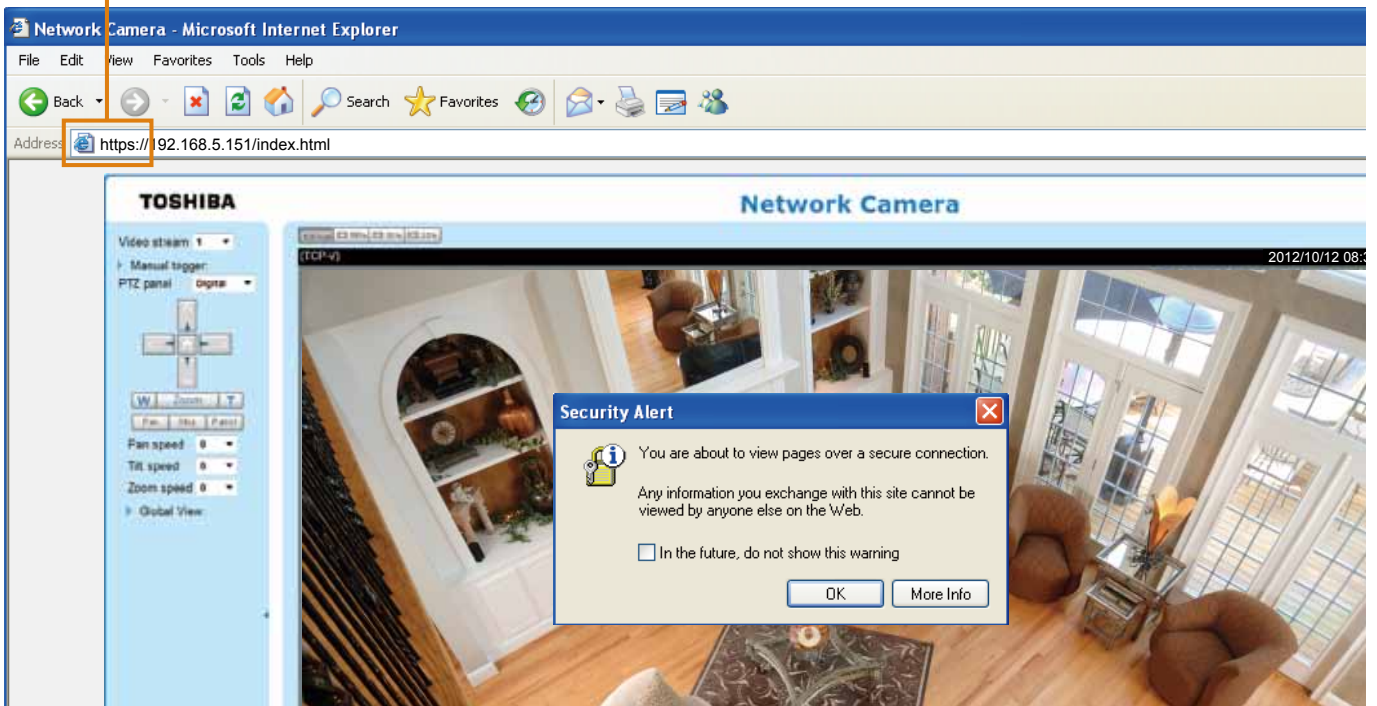 Network Camera - Microsoft Internet Explorer
File Edit View Favorites Tools Help
Back Search Favorites
Address https://192.168.5.151/index.html
TOSHIBA
Network Camera
Video stream 1
(TCP-V)
2012/10/12 08:3
Manual trigger:
PTZ panel Digital
W Zoom T
Pan Stop Patrol
Pan speed 0
Tilt speed 0
Zoom speed 0
Global View
Security Alert
You are about to view pages over a secure connection.
Any information you exchange with this site cannot be
viewed by anyone else on the Web.
In the future, do not show this warning
OK More Info